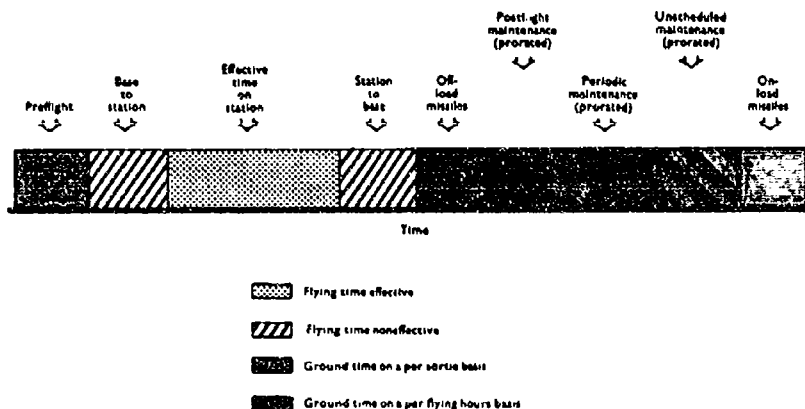 Preflight
Base
to
station
Effective
time
on
station
Station
to
base
Off-
load
missiles
Postflight
maintenance
(prorated)
Periodic
maintenance
(prorated)
Unscheduled
maintenance
(prorated)
On-
load
missiles
Time
Flying time effective
Flying time noneffective
Ground time on a per sortie basis
Ground time on a per flying hours basis